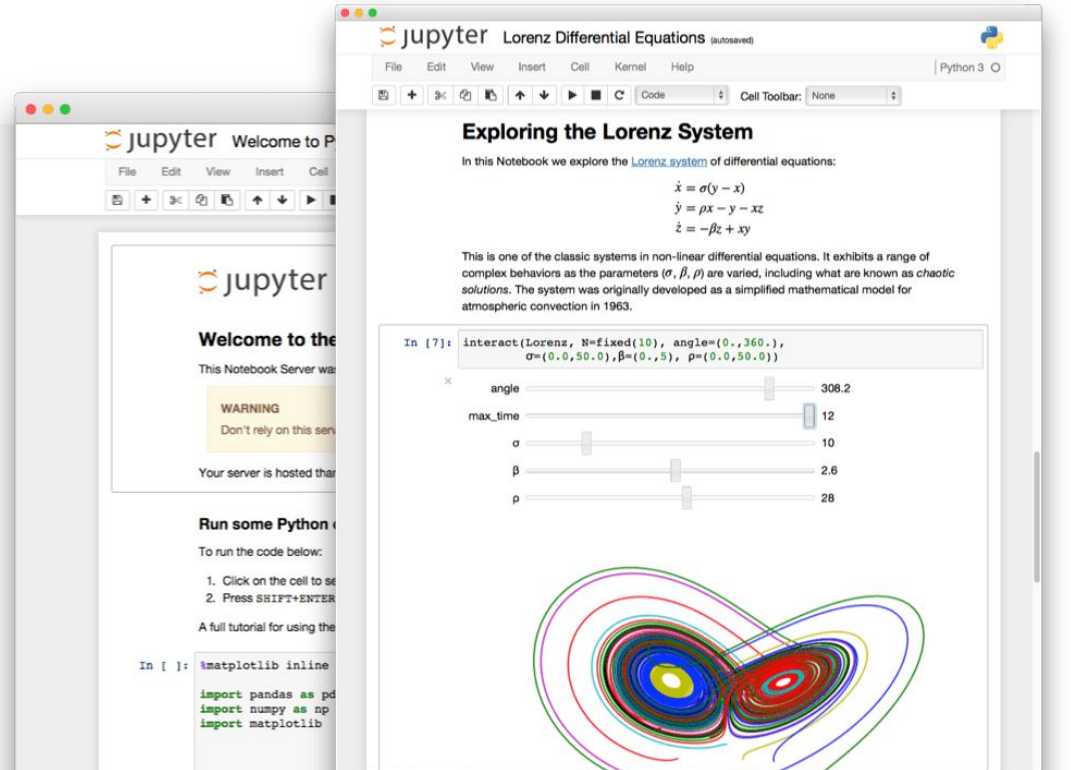 jupyter Welcome to P
File Edit View Insert Cell
jupyter
Welcome to the
This Notebook Server wa
WARNING
Don't rely on this serv
Your server is hosted than
Run some Python
To run the code below:
1. Click on the cell to se
2. Press SHIFT+ENTER
A full tutorial for using the
In [ ]: %matplotlib inline
import pandas as pd
import numpy as np
import matplotlib
jupyter Lorenz Differential Equations (autosaved)
File Edit View Insert Cell Kernel Help Python 3
Code Cell Toolbar: None
Exploring the Lorenz System
In this Notebook we explore the Lorenz system of differential equations:
ẋ = σ(y − x)
ẏ = ρx − y − xz
ż = −βz + xy
This is one of the classic systems in non-linear differential equations. It exhibits a range of
complex behaviors as the parameters (σ, β, ρ) are varied, including what are known as chaotic
solutions. The system was originally developed as a simplified mathematical model for
atmospheric convection in 1963.
In [7]: interact(Lorenz, N=fixed(10), angle=(0.,360.),
σ=(0.0,50.0),β=(0.,5), ρ=(0.0,50.0))
angle 308.2
max_time 12
σ 10
β 2.6
ρ 28